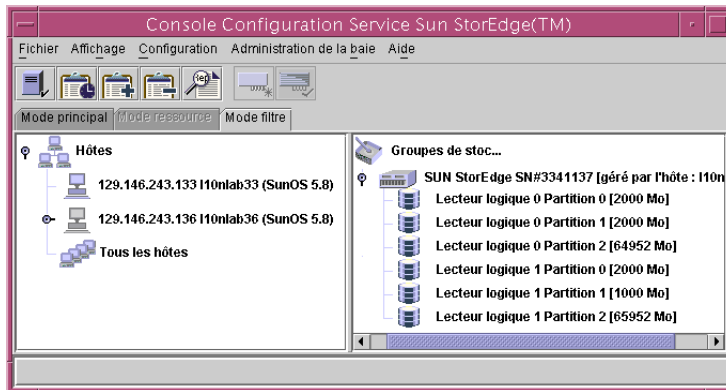 Console Configuration Service Sun StorEdge(TM)
Fichier Affichage Configuration Administration de la baie Aide
Mode principal Mode ressource Mode filtre
Hôtes
129.146.243.133 l10nlab33 (SunOS 5.8)
129.146.243.136 l10nlab36 (SunOS 5.8)
Tous les hôtes
Groupes de stoc...
SUN StorEdge SN#3341137 [géré par l'hôte : l10n
Lecteur logique 0 Partition 0 [2000 Mo]
Lecteur logique 0 Partition 1 [2000 Mo]
Lecteur logique 0 Partition 2 [64952 Mo]
Lecteur logique 1 Partition 0 [2000 Mo]
Lecteur logique 1 Partition 1 [1000 Mo]
Lecteur logique 1 Partition 2 [65952 Mo]